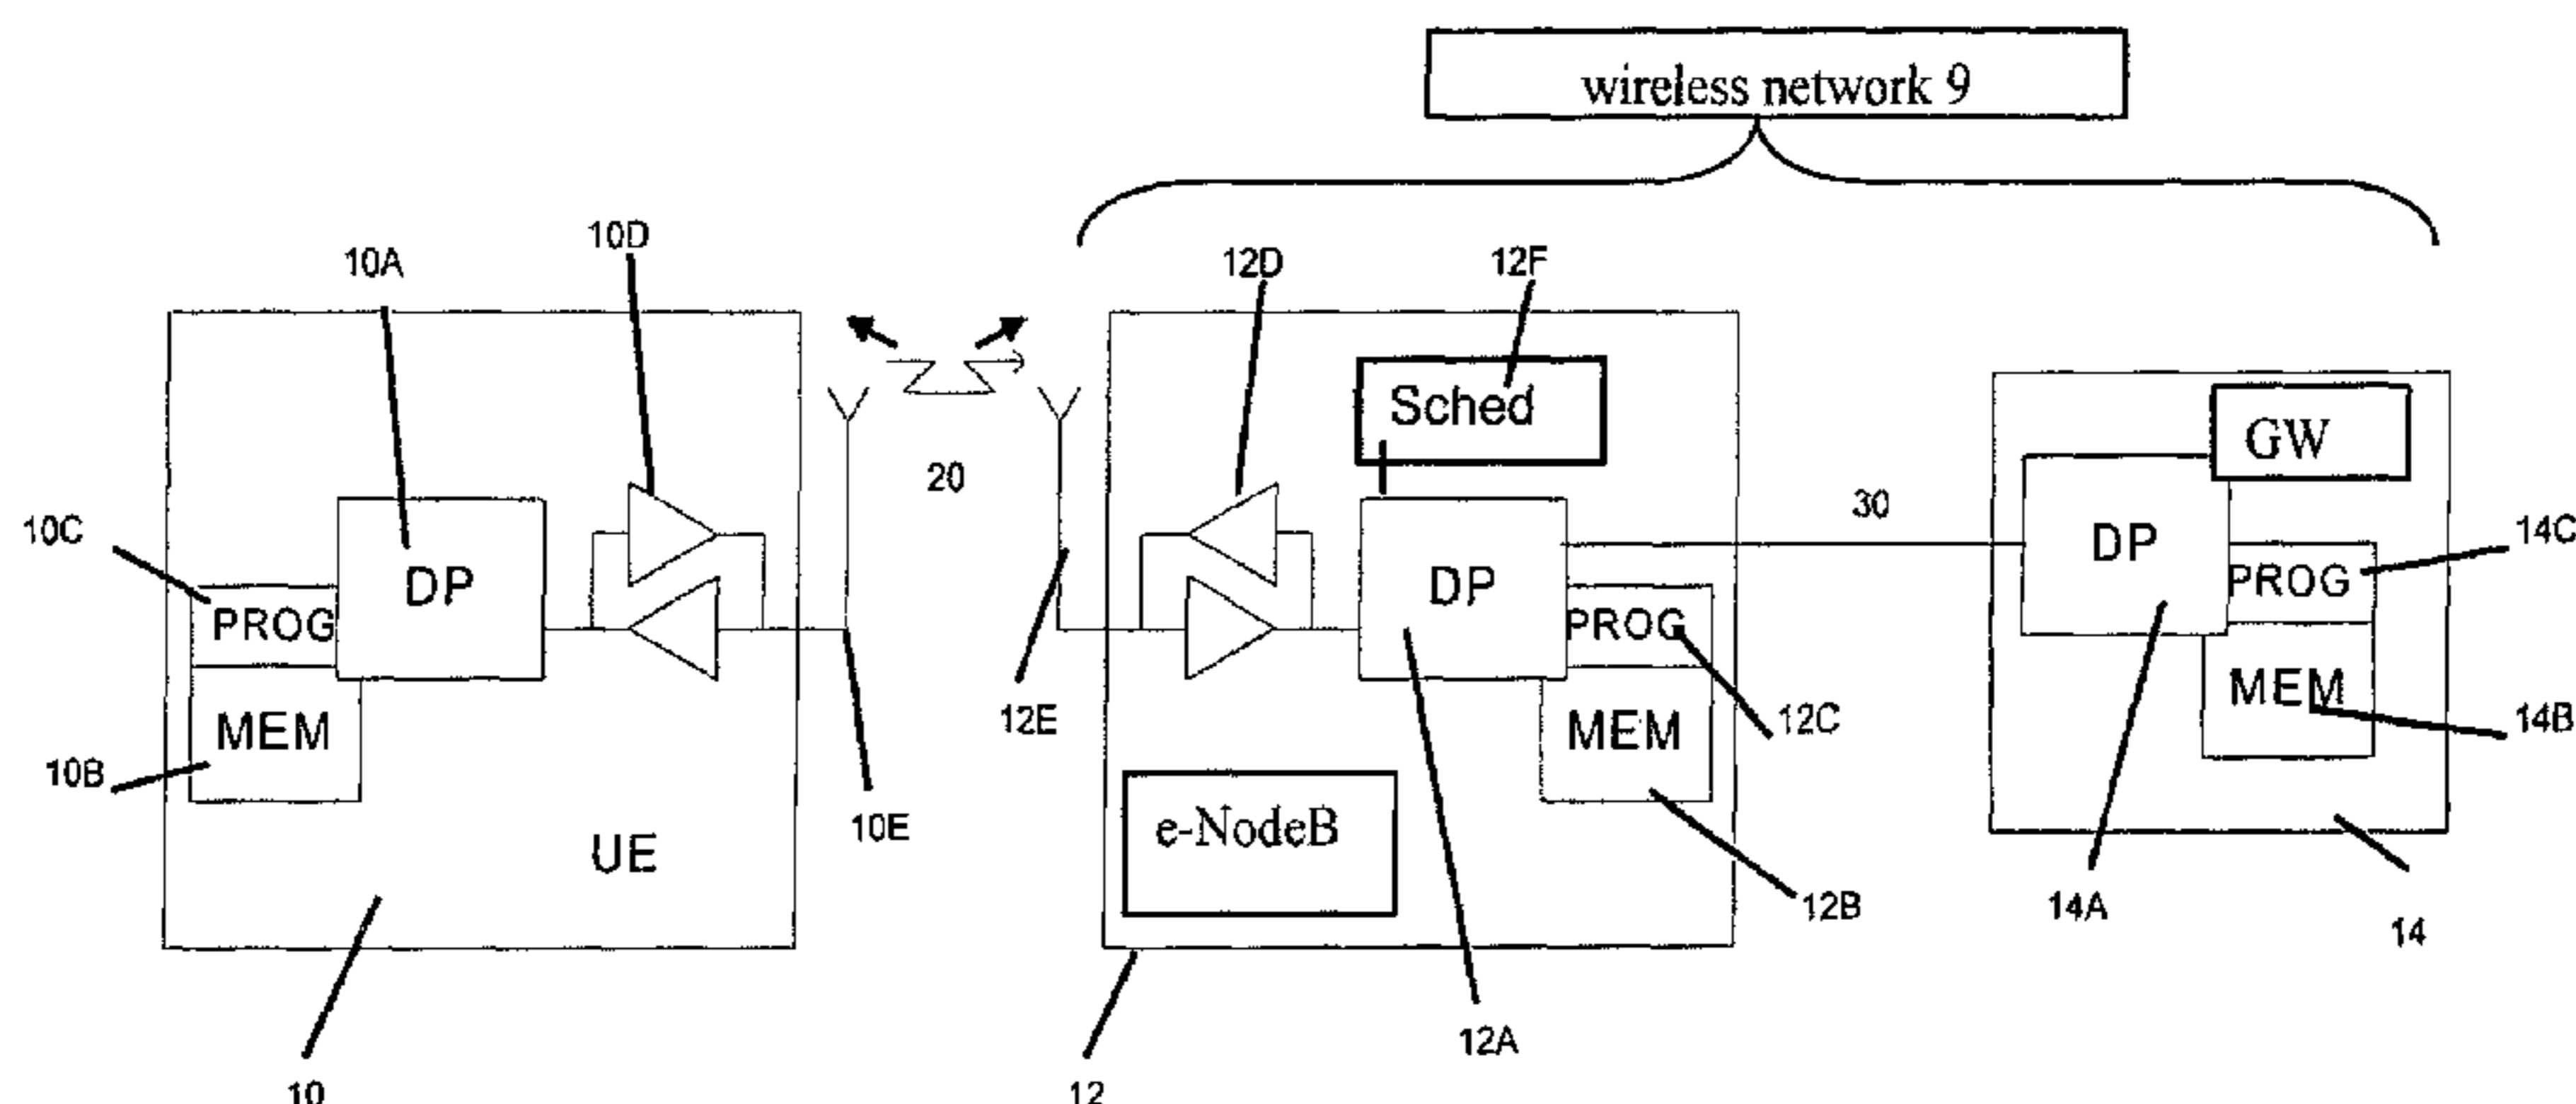 wireless network 9
10D
10A
12D
12F
Sched
GW
20
30
10C
DP
PROG
MEM
10B
UE
10E
12E
DP
PROG
MEM
12C
12B
e-NodeB
DP
PROG
MEM
14C
14B
14A
14
12A
10
12